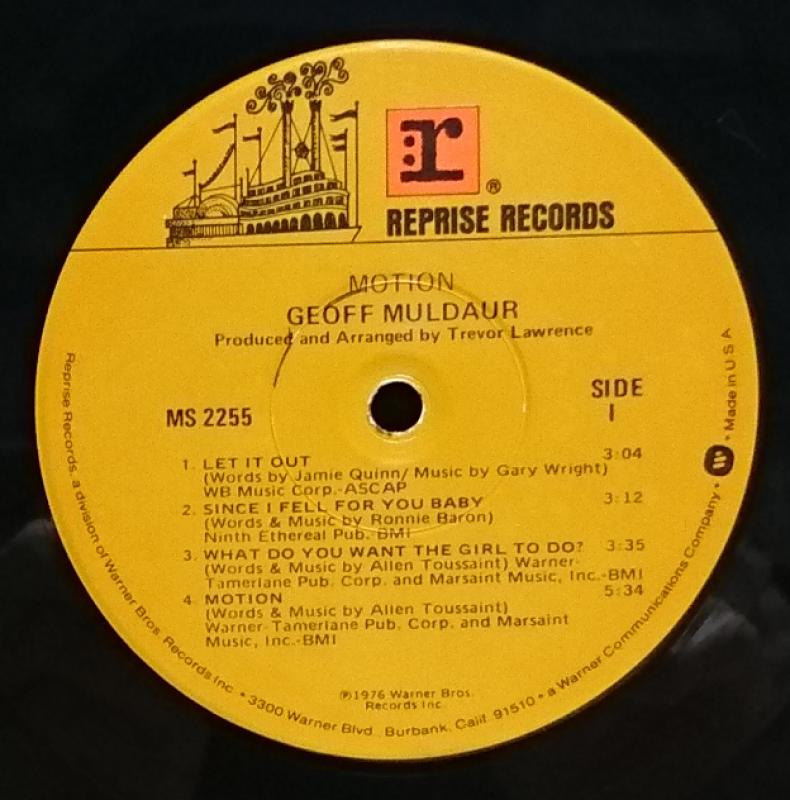 r
®
REPRISE RECORDS
MOTION
GEOFF MULDAUR
Produced and Arranged by Trevor Lawrence
MS 2255
SIDE
1
1. LET IT OUT 3:04
(Words by Jamie Quinn/ Music by Gary Wright)
WB Music Corp.-ASCAP
2. SINCE I FELL FOR YOU BABY 3:12
(Words & Music by Ronnie Baron)
Ninth Ethereal Pub. BMI
3. WHAT DO YOU WANT THE GIRL TO DO? 3:35
(Words & Music by Allen Toussaint) Warner-
Tamerlane Pub. Corp. and Marsaint Music, Inc.-BMI
4. MOTION 5:34
(Words & Music by Allen Toussaint)
Warner-Tamerlane Pub. Corp. and Marsaint
Music, Inc.-BMI
℗1976 Warner Bros.
Records Inc.
Reprise Records, a division of Warner Bros. Records Inc. • 3300 Warner Blvd., Burbank, Calif. 91510 • a Warner Communications Company • W • Made in U S A